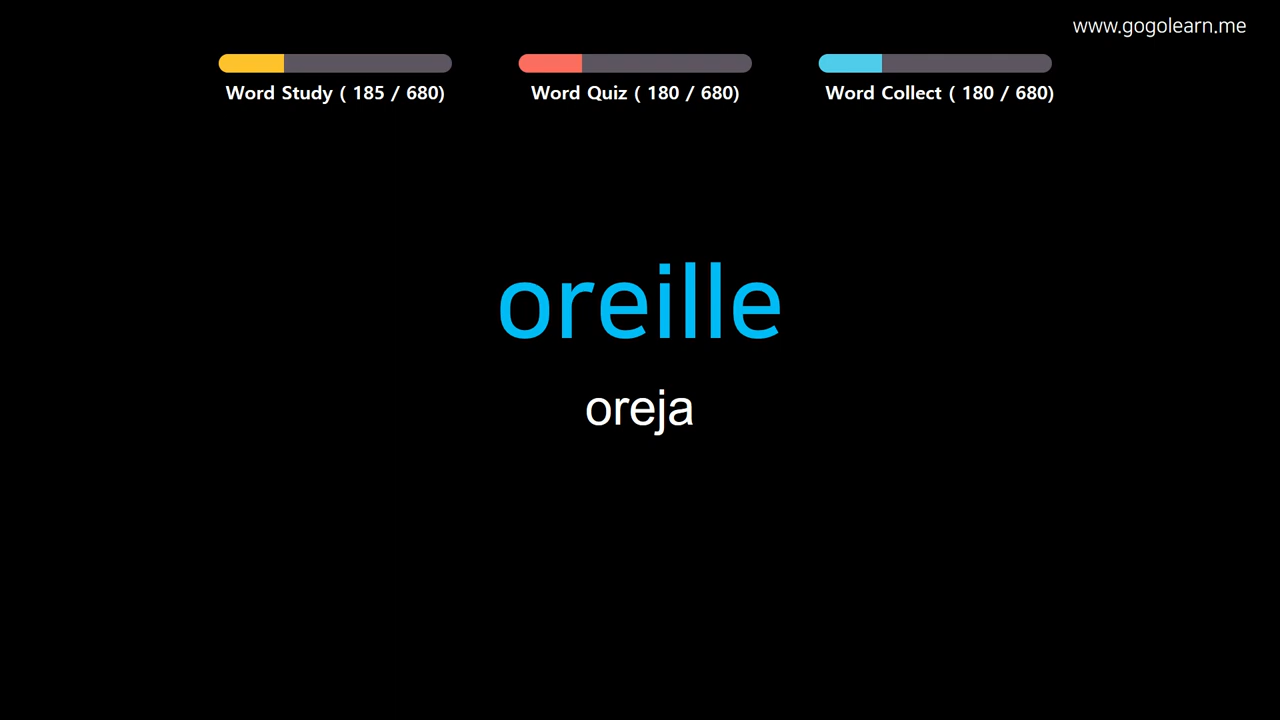 www.gogolearn.me
Word Study ( 185 / 680)
Word Quiz ( 180 / 680)
Word Collect ( 180 / 680)
oreille
oreja